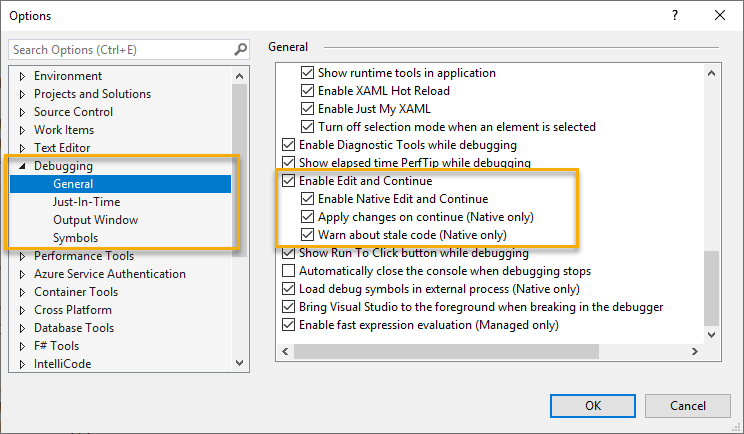 Options
Search Options (Ctrl+E)
Environment
Projects and Solutions
Source Control
Work Items
Text Editor
Debugging
General
Just-In-Time
Output Window
Symbols
Performance Tools
Azure Service Authentication
Container Tools
Cross Platform
Database Tools
F# Tools
IntelliCode
General
Show runtime tools in application
Enable XAML Hot Reload
Enable Just My XAML
Turn off selection mode when an element is selected
Enable Diagnostic Tools while debugging
Show elapsed time PerfTip while debugging
Enable Edit and Continue
Enable Native Edit and Continue
Apply changes on continue (Native only)
Warn about stale code (Native only)
Show Run To Click button while debugging
Automatically close the console when debugging stops
Load debug symbols in external process (Native only)
Bring Visual Studio to the foreground when breaking in the debugger
Enable fast expression evaluation (Managed only)
OK
Cancel